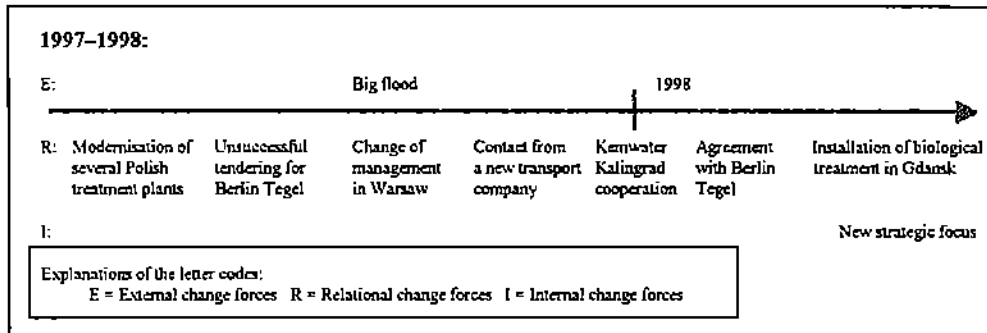 1997–1998:
E: Big flood 1998
R: Modernisation of Unsuccessful Change of Contact from Kemwater Agreement Installation of biological
several Polish tendering for management a new transport Kalingrad with Berlin treatment in Gdansk
treatment plants Berlin Tegel in Warsaw company cooperation Tegel
I: New strategic focus
Explanations of the letter codes:
E = External change forces R = Relational change forces I = Internal change forces